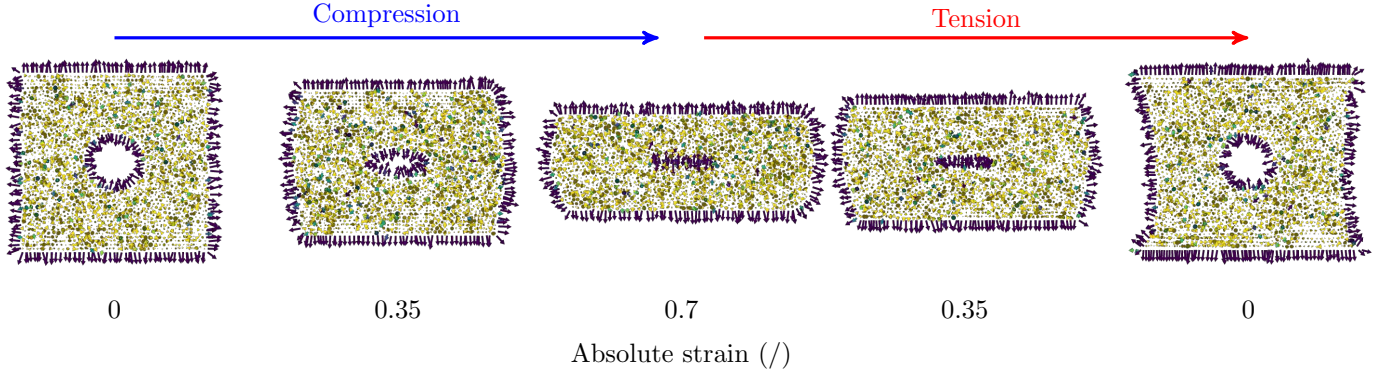 Compression
Tension
0
0.35
0.7
0.35
0
Absolute strain (/)